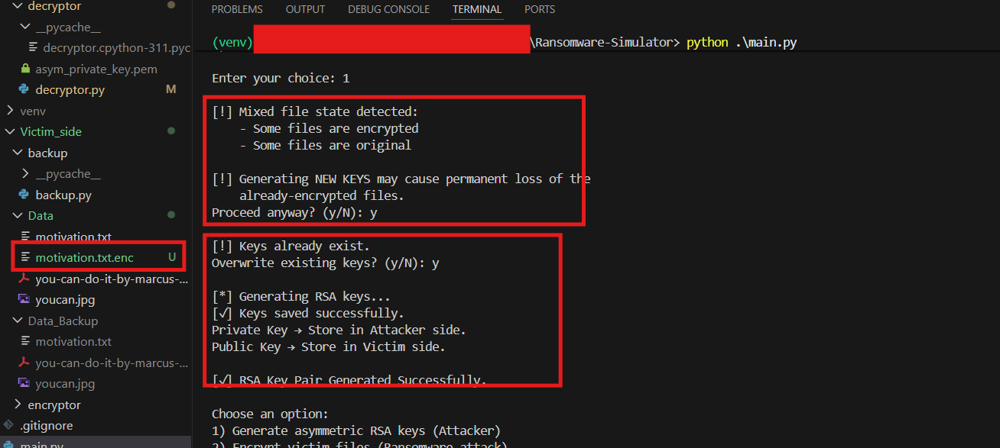 decryptor
__pycache__
decryptor.cpython-311.pyc
asym_private_key.pem
decryptor.py M
venv
Victim_side
backup
__pycache__
backup.py
Data
motivation.txt
motivation.txt.enc U
you-can-do-it-by-marcus-...
youcan.jpg
Data_Backup
motivation.txt
you-can-do-it-by-marcus-...
youcan.jpg
encryptor
.gitignore
main.py
PROBLEMS OUTPUT DEBUG CONSOLE TERMINAL PORTS
(venv) \Ransomware-Simulator> python .\main.py
Enter your choice: 1
[!] Mixed file state detected:
- Some files are encrypted
- Some files are original
[!] Generating NEW KEYS may cause permanent loss of the
already-encrypted files.
Proceed anyway? (y/N): y
[!] Keys already exist.
Overwrite existing keys? (y/N): y
[*] Generating RSA keys...
[√] Keys saved successfully.
Private Key → Store in Attacker side.
Public Key → Store in Victim side.
[√] RSA Key Pair Generated Successfully.
Choose an option:
1) Generate asymmetric RSA keys (Attacker)
2) Encrypt victim files (Ransomware attack)